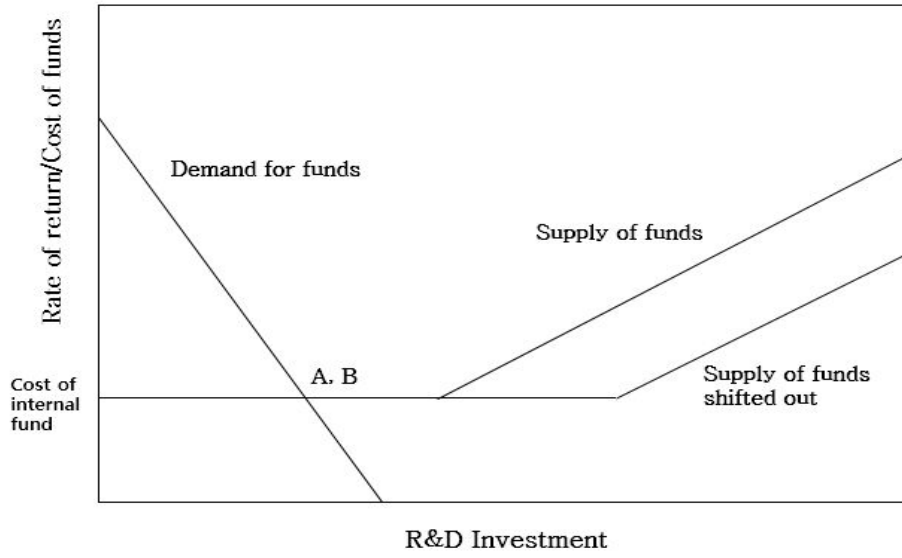 Rate of return/Cost of funds
Demand for funds
Supply of funds
A, B
Cost of
internal
fund
Supply of funds
shifted out
R&D Investment